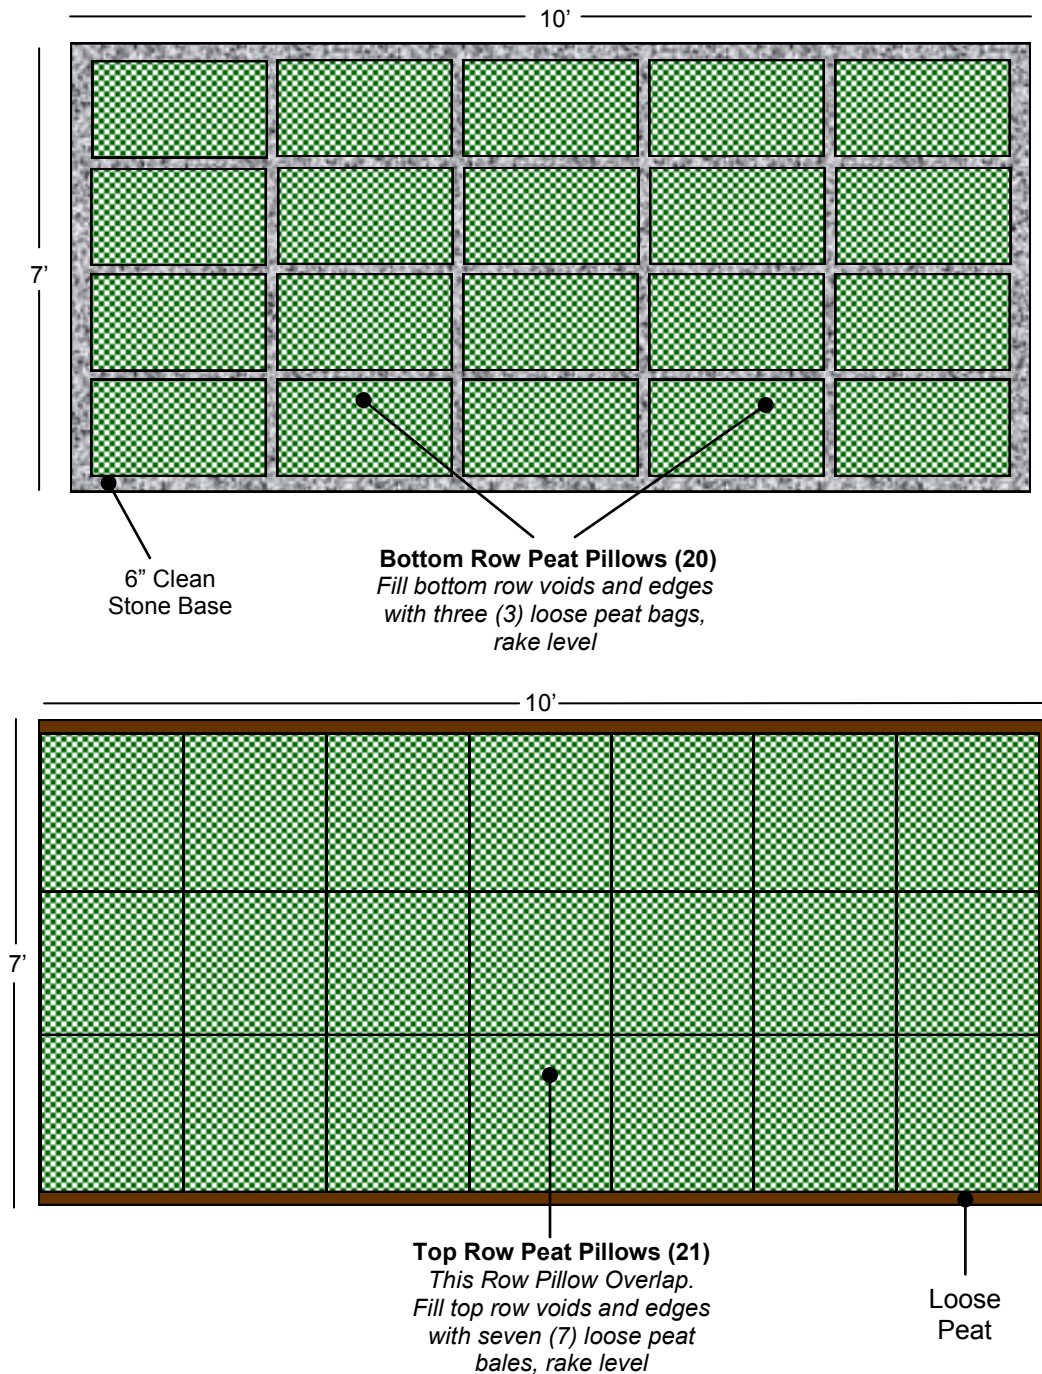 10’
7’
6” Clean
Stone Base
Bottom Row Peat Pillows (20)
Fill bottom row voids and edges
with three (3) loose peat bags,
rake level
10’
7’
Top Row Peat Pillows (21)
This Row Pillow Overlap.
Fill top row voids and edges
with seven (7) loose peat
bales, rake level
Loose
Peat